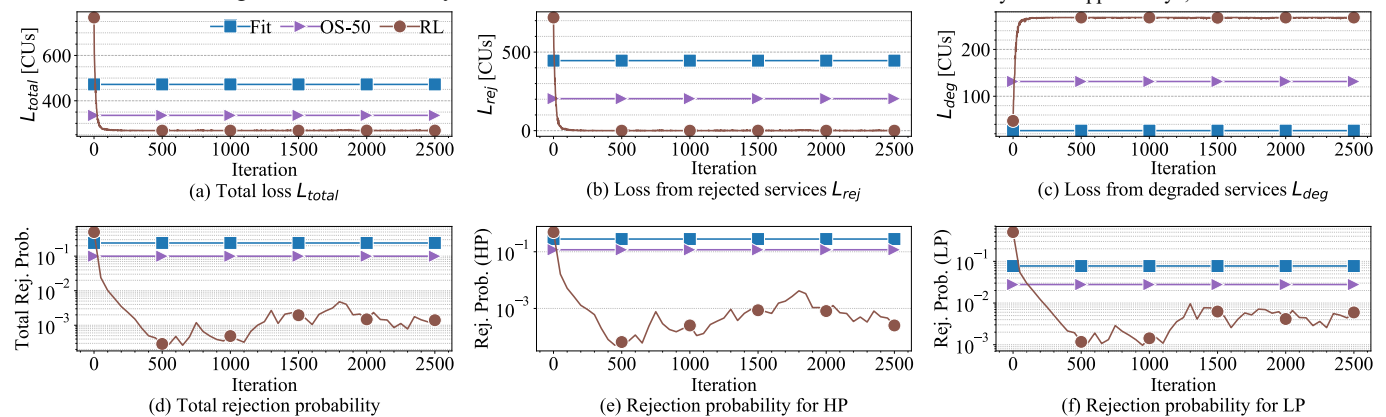 Fit OS-50 RL
L_total [CUs]
600
400
0 500 1000 1500 2000 2500
Iteration
(a) Total loss L_total
L_rej [CUs]
500
0
0 500 1000 1500 2000 2500
Iteration
(b) Loss from rejected services L_rej
L_deg [CUs]
200
100
0 500 1000 1500 2000 2500
Iteration
(c) Loss from degraded services L_deg
Total Rej. Prob.
10⁻¹
10⁻²
10⁻³
0 500 1000 1500 2000 2500
Iteration
(d) Total rejection probability
Rej. Prob. (HP)
10⁻¹
10⁻³
0 500 1000 1500 2000 2500
Iteration
(e) Rejection probability for HP
Rej. Prob. (LP)
10⁻¹
10⁻²
10⁻³
0 500 1000 1500 2000 2500
Iteration
(f) Rejection probability for LP